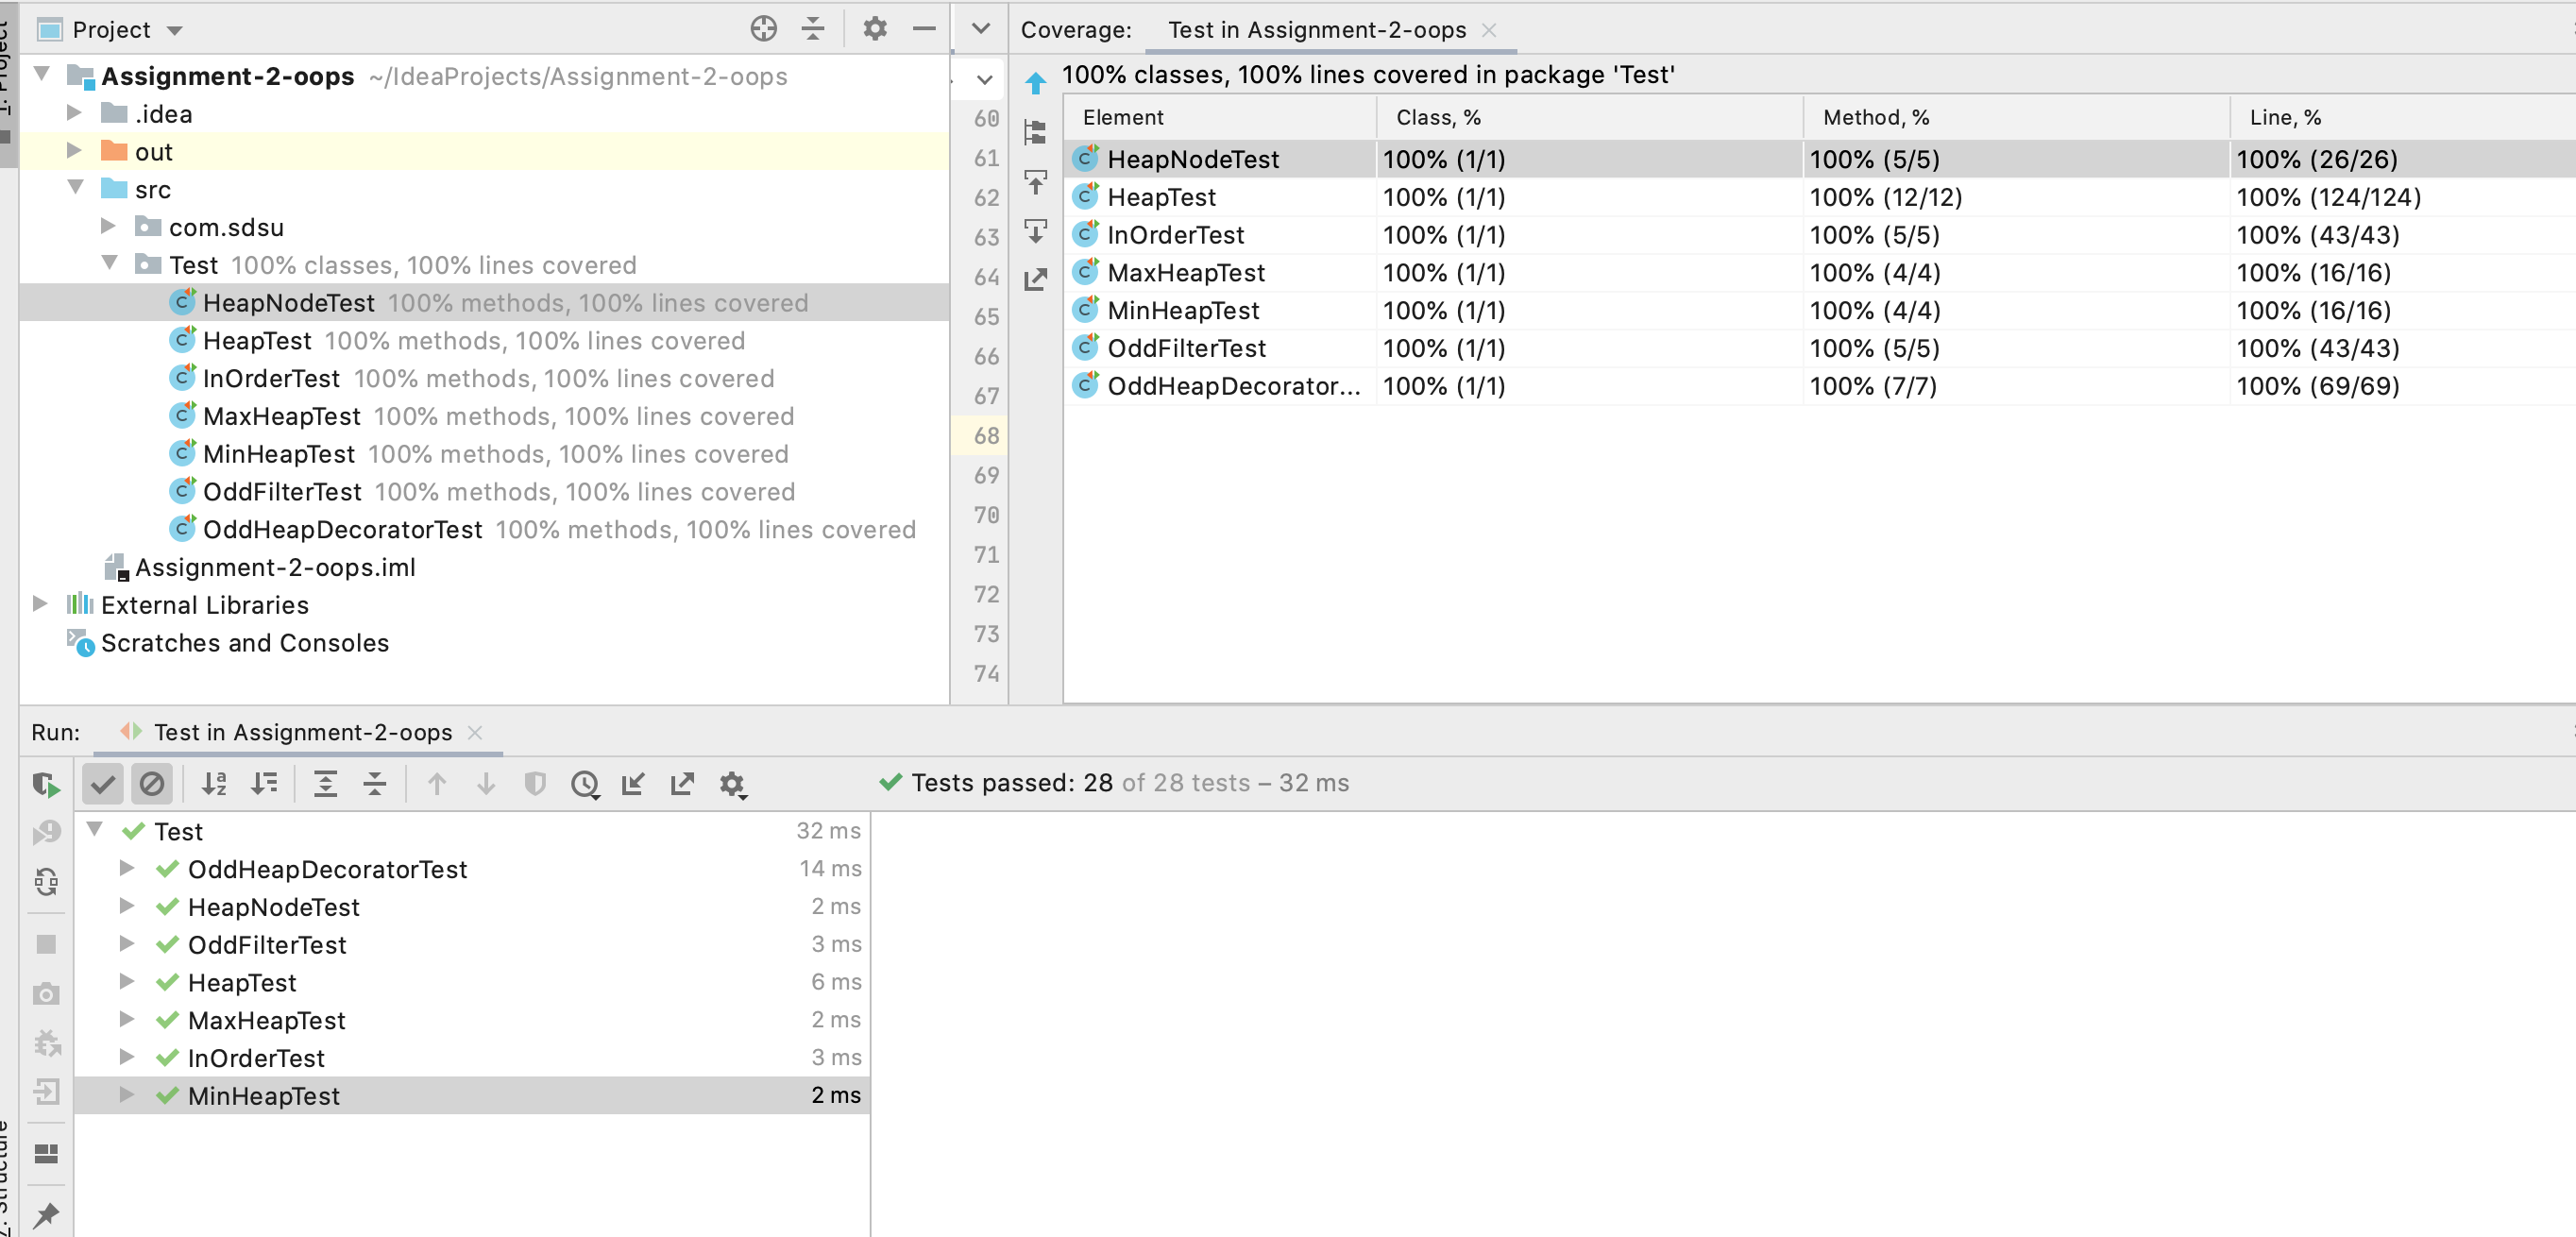 Project
Assignment-2-oops ~/IdeaProjects/Assignment-2-oops
.idea
out
src
com.sdsu
Test 100% classes, 100% lines covered
HeapNodeTest 100% methods, 100% lines covered
HeapTest 100% methods, 100% lines covered
InOrderTest 100% methods, 100% lines covered
MaxHeapTest 100% methods, 100% lines covered
MinHeapTest 100% methods, 100% lines covered
OddFilterTest 100% methods, 100% lines covered
OddHeapDecoratorTest 100% methods, 100% lines covered
Assignment-2-oops.iml
External Libraries
Scratches and Consoles
60
61
62
63
64
65
66
67
68
69
70
71
72
73
74
Coverage: Test in Assignment-2-oops
100% classes, 100% lines covered in package 'Test'
Element Class, % Method, % Line, %
HeapNodeTest 100% (1/1) 100% (5/5) 100% (26/26)
HeapTest 100% (1/1) 100% (12/12) 100% (124/124)
InOrderTest 100% (1/1) 100% (5/5) 100% (43/43)
MaxHeapTest 100% (1/1) 100% (4/4) 100% (16/16)
MinHeapTest 100% (1/1) 100% (4/4) 100% (16/16)
OddFilterTest 100% (1/1) 100% (5/5) 100% (43/43)
OddHeapDecorator... 100% (1/1) 100% (7/7) 100% (69/69)
Run: Test in Assignment-2-oops
Tests passed: 28 of 28 tests – 32 ms
Test 32 ms
OddHeapDecoratorTest 14 ms
HeapNodeTest 2 ms
OddFilterTest 3 ms
HeapTest 6 ms
MaxHeapTest 2 ms
InOrderTest 3 ms
MinHeapTest 2 ms